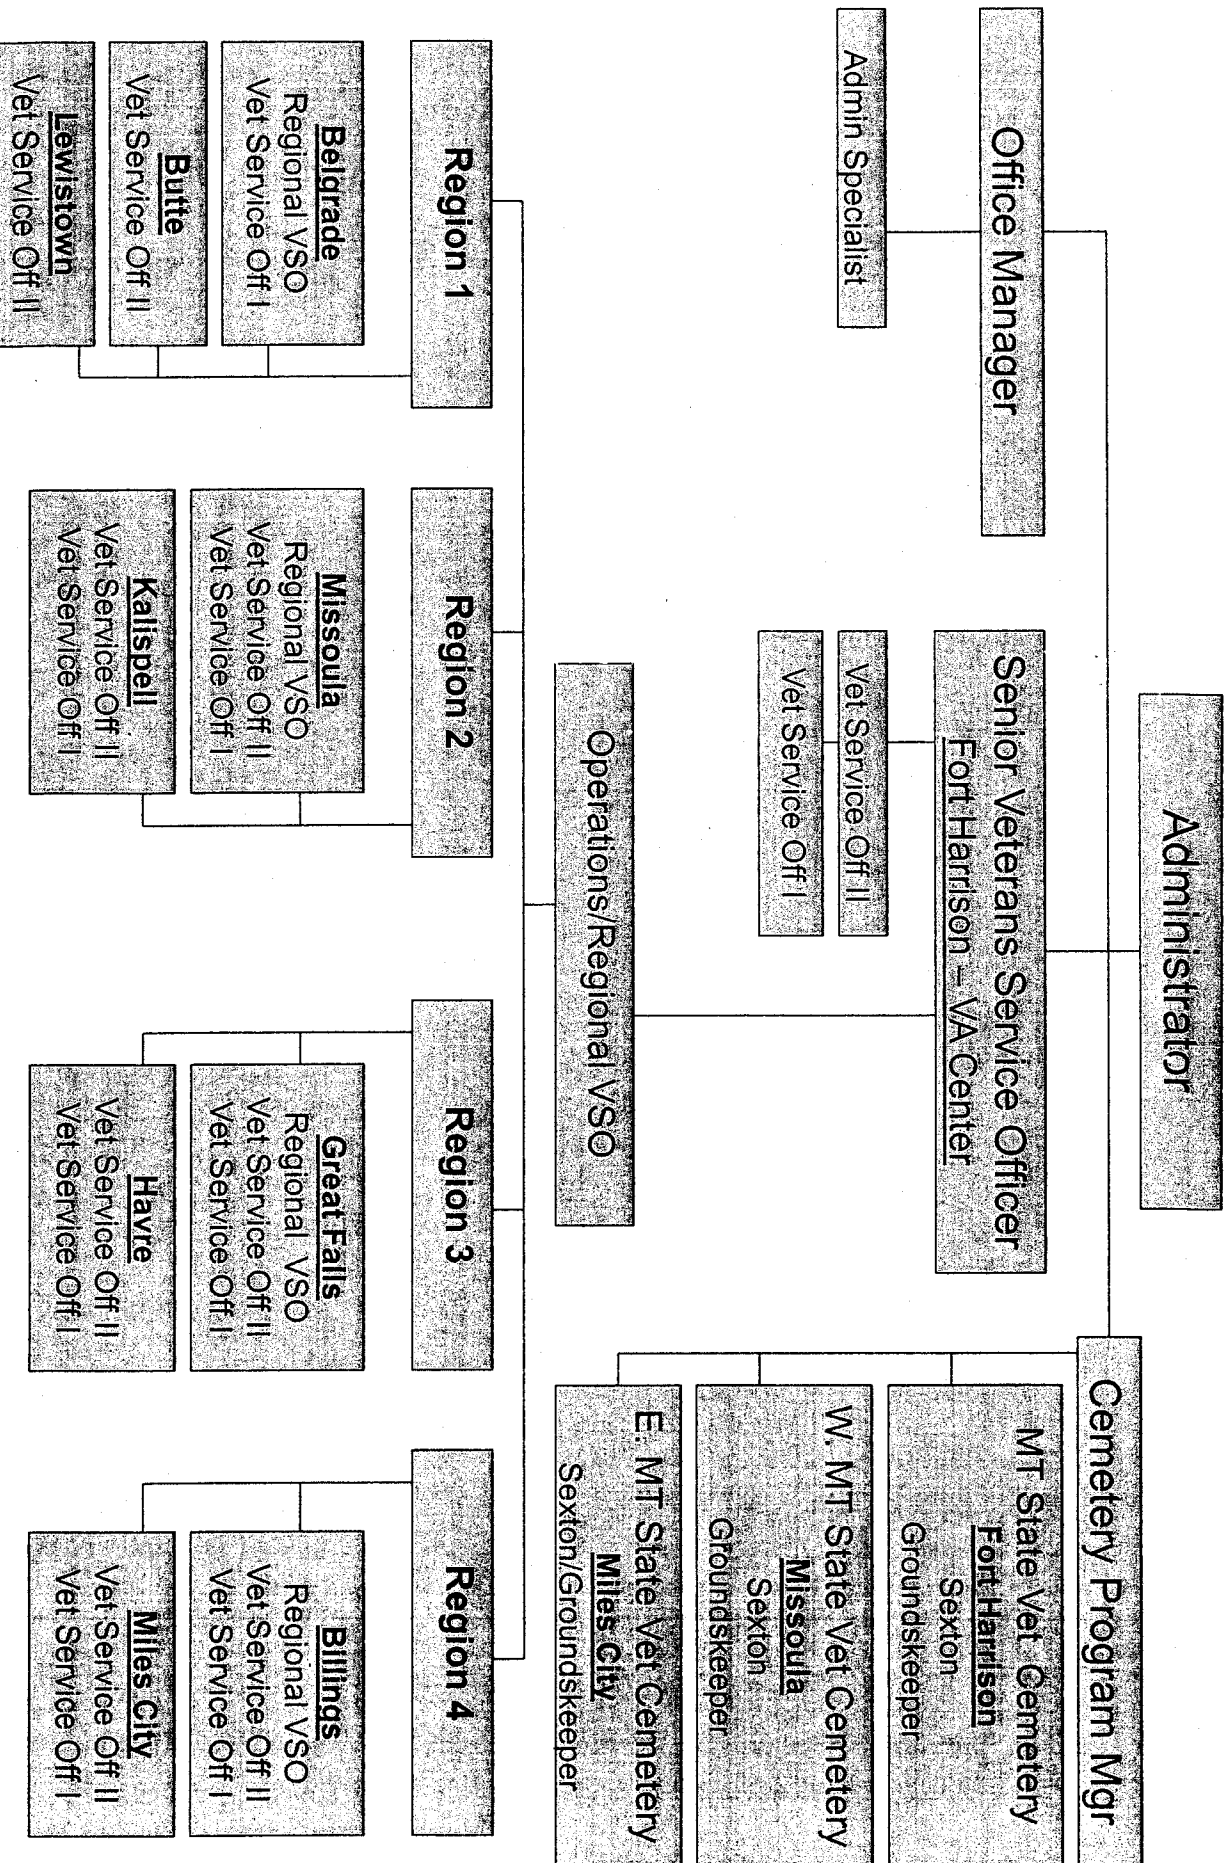 Administrator
Office Manager
Admin Specialist
Senior Veterans Service Officer
Fort Harrison – VA Center
Vet Service Off II
Vet Service Off I
Cemetery Program Mgr
MT State Vet. Cemetery
Fort Harrison
Sexton
Groundskeeper
W. MT State Vet Cemetery
Missoula
Sexton
Groundskeeper
E. MT State Vet Cemetery
Miles City
Sexton/Groundskeeper
Operations/Regional VSO
Region 1
Belgrade
Regional VSO
Vet Service Off I
Butte
Vet Service Off II
Lewistown
Vet Service Off II
Region 2
Missoula
Regional VSO
Vet Service Off II
Vet Service Off I
Kalispell
Vet Service Off II
Vet Service Off I
Region 3
Great Falls
Regional VSO
Vet Service Off II
Vet Service Off I
Havre
Vet Service Off II
Vet Service Off I
Region 4
Billings
Regional VSO
Vet Service Off II
Vet Service Off I
Miles City
Vet Service Off II
Vet Service Off I